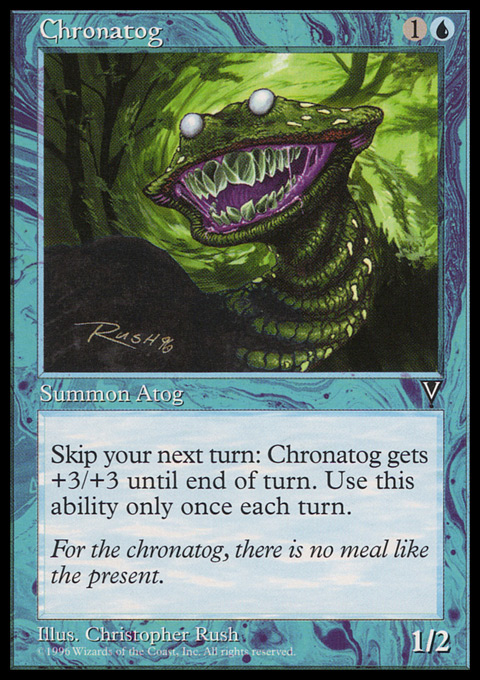 Chronatog 1
RUSH 96
Summon Atog V
Skip your next turn: Chronatog gets
+3/+3 until end of turn. Use this
ability only once each turn.
For the chronatog, there is no meal like
the present.
Illus. Christopher Rush
©1996 Wizards of the Coast, Inc. All rights reserved.
1/2